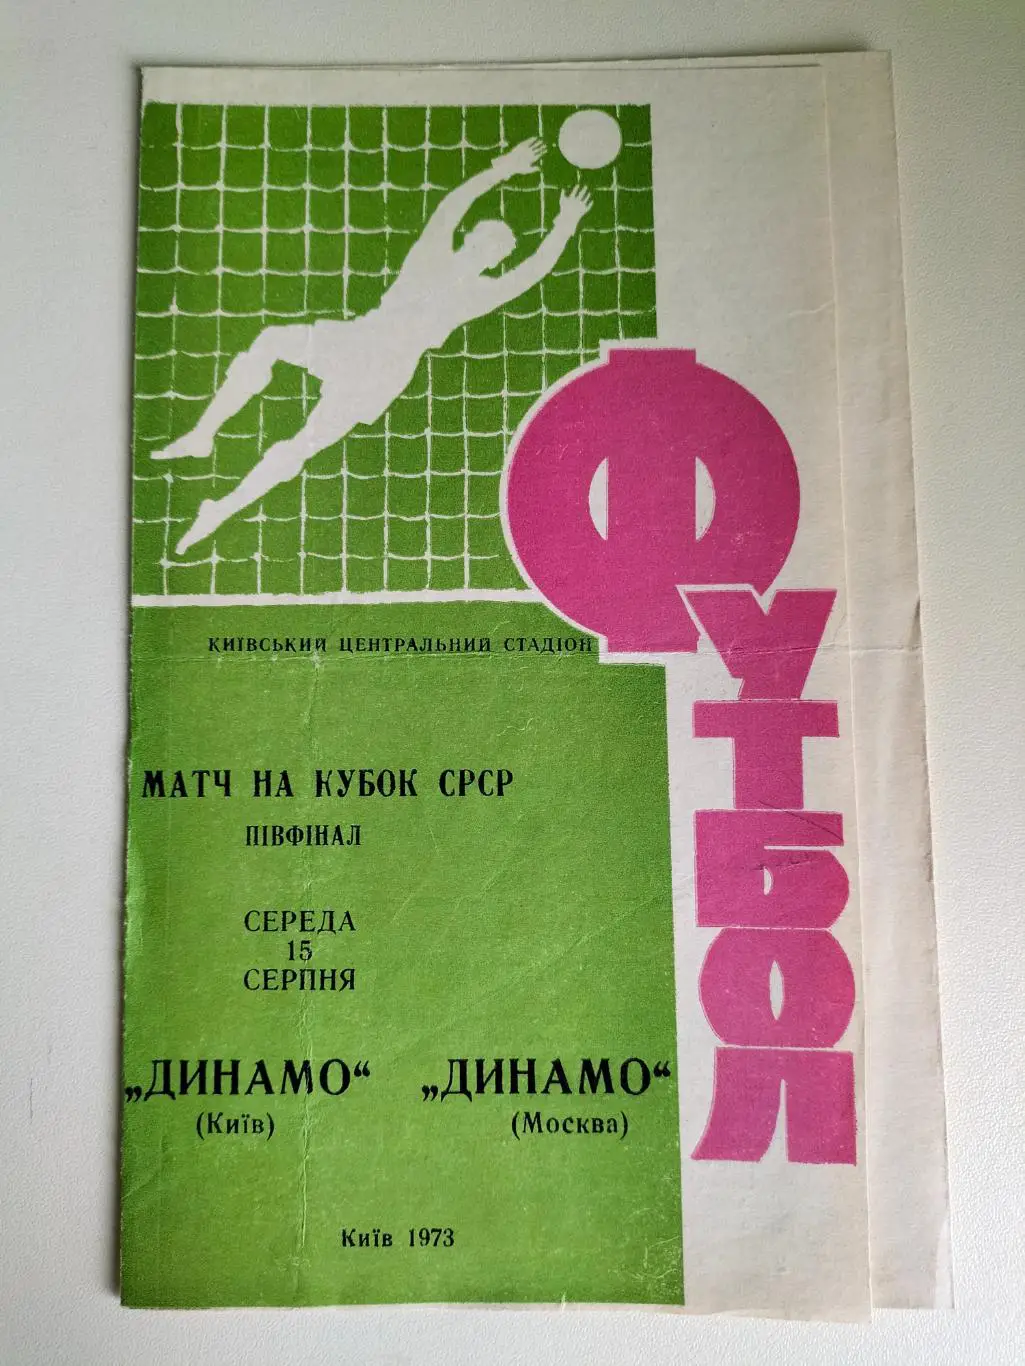 ФУТБОЛ
КИЇВСЬКИЙ ЦЕНТРАЛЬНИЙ СТАДІОН
МАТЧ НА КУБОК СРСР
ПІВФІНАЛ
СЕРЕДА
15
СЕРПНЯ
„ДИНАМО“ „ДИНАМО“
(Київ) (Москва)
Київ 1973